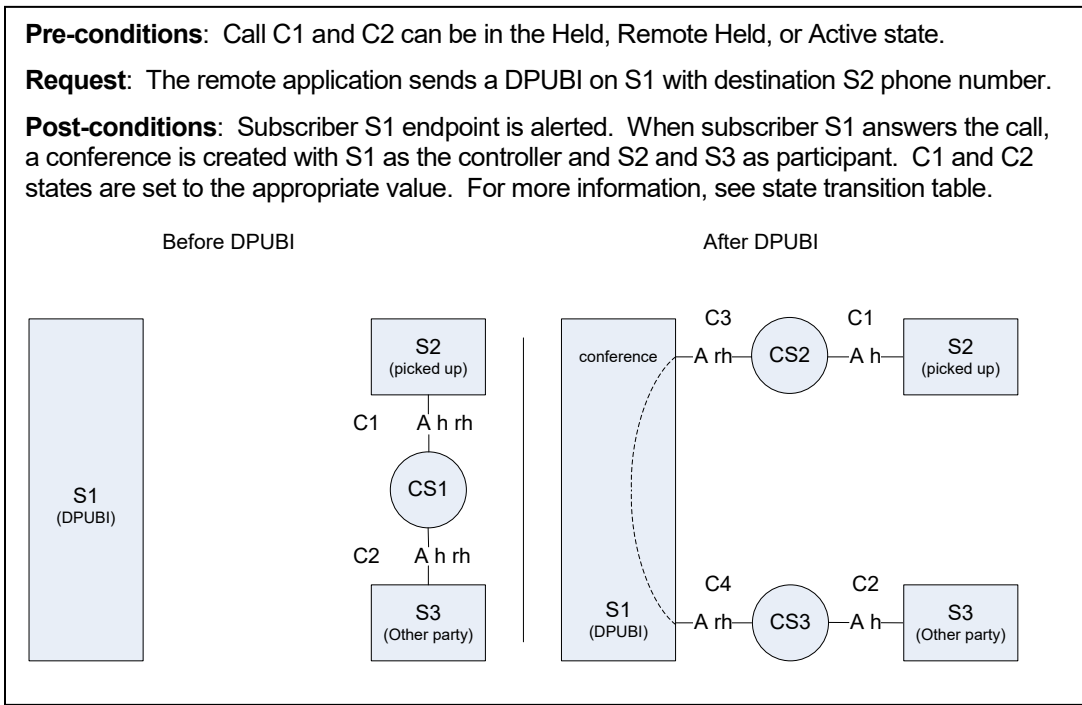 Pre-conditions: Call C1 and C2 can be in the Held, Remote Held, or Active state.
Request: The remote application sends a DPUBI on S1 with destination S2 phone number.
Post-conditions: Subscriber S1 endpoint is alerted. When subscriber S1 answers the call,
a conference is created with S1 as the controller and S2 and S3 as participant. C1 and C2
states are set to the appropriate value. For more information, see state transition table.
Before DPUBI
S1
(DPUBI)
S2
(picked up)
C1
A h rh
CS1
C2
A h rh
S3
(Other party)
After DPUBI
conference
C3
A rh
CS2
C1
A h
S2
(picked up)
S1
(DPUBI)
C4
A rh
CS3
C2
A h
S3
(Other party)